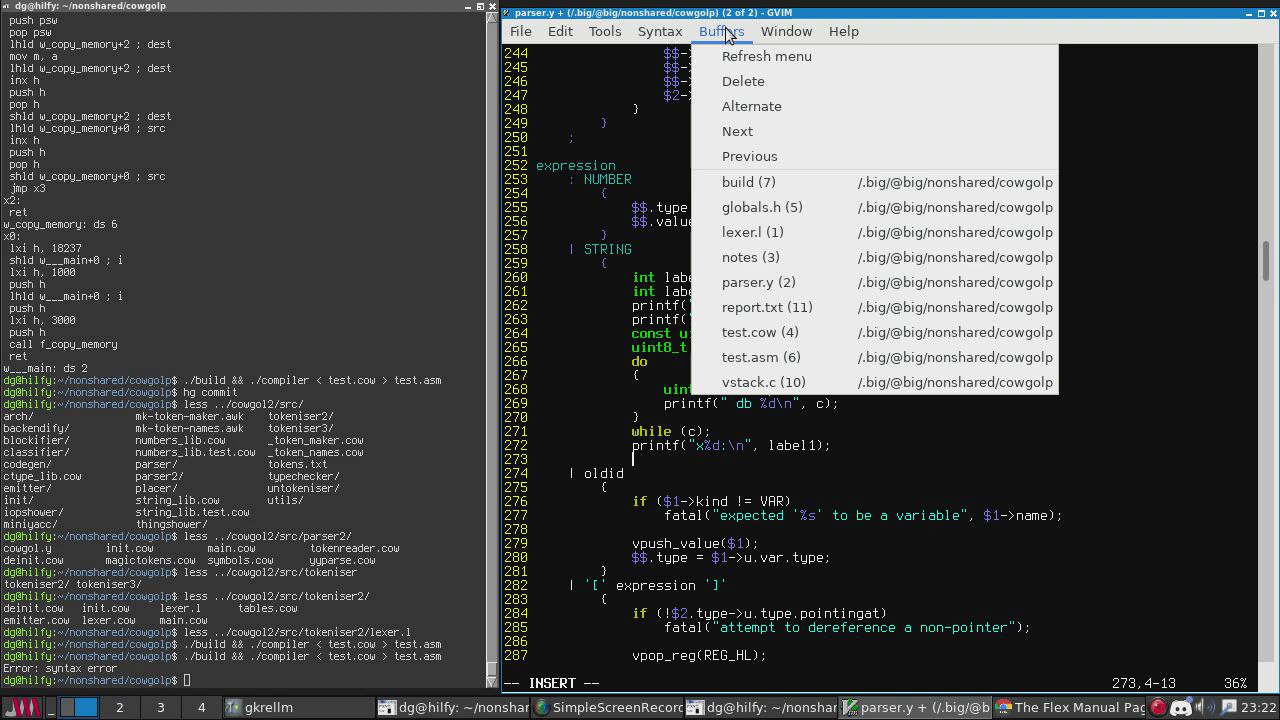 dg@hilfy: ~/nonshared/cowgolp
push psw
pop psw
lhld w_copy_memory+2 ; dest
mov m, a
lhld w_copy_memory+2 ; dest
inx h
push h
pop h
shld w_copy_memory+2 ; dest
lhld w_copy_memory+0 ; src
inx h
push h
pop h
shld w_copy_memory+0 ; src
jmp x3
x2:
ret
w_copy_memory: ds 6
x0:
lxi h, 18237
shld w___main+0 ; i
lxi h, 1000
push h
lhld w___main+0 ; i
push h
lxi h, 3000
push h
call f_copy_memory
ret
w___main: ds 2
dg@hilfy:~/nonshared/cowgolp$ ./build && ./compiler < test.cow > test.asm
dg@hilfy:~/nonshared/cowgolp$ hg commit
dg@hilfy:~/nonshared/cowgolp$ less ../cowgol2/src/
arch/ mk-token-maker.awk tokeniser2/
backendify/ mk-token-names.awk tokeniser3/
blockifier/ numbers_lib.cow _token_maker.cow
classifier/ numbers_lib.test.cow _token_names.cow
codegen/ parser/ tokens.txt
ctype_lib.cow parser2/ typechecker/
emitter/ placer/ untokeniser/
init/ string_lib.cow utils/
iopshower/ string_lib.test.cow
miniyacc/ thingshower/
dg@hilfy:~/nonshared/cowgolp$ less ../cowgol2/src/parser2/
cowgol.y init.cow main.cow tokenreader.cow
deinit.cow magictokens.cow symbols.cow yyparse.cow
dg@hilfy:~/nonshared/cowgolp$ less ../cowgol2/src/tokeniser
tokeniser2/ tokeniser3/
dg@hilfy:~/nonshared/cowgolp$ less ../cowgol2/src/tokeniser2/
deinit.cow init.cow lexer.l tables.cow
emitter.cow lexer.cow main.cow
dg@hilfy:~/nonshared/cowgolp$ less ../cowgol2/src/tokeniser2/lexer.l
dg@hilfy:~/nonshared/cowgolp$ ./build && ./compiler < test.cow > test.asm
dg@hilfy:~/nonshared/cowgolp$ ./build && ./compiler < test.cow > test.asm
Error: syntax error
dg@hilfy:~/nonshared/cowgolp$
parser.y + (/.big/@big/nonshared/cowgolp) (2 of 2) - GVIM
File Edit Tools Syntax Buffers Window Help
Refresh menu
Delete
Alternate
Next
Previous
build (7) /.big/@big/nonshared/cowgolp
globals.h (5) /.big/@big/nonshared/cowgolp
lexer.l (1) /.big/@big/nonshared/cowgolp
notes (3) /.big/@big/nonshared/cowgolp
parser.y (2) /.big/@big/nonshared/cowgolp
report.txt (11) /.big/@big/nonshared/cowgolp
test.cow (4) /.big/@big/nonshared/cowgolp
test.asm (6) /.big/@big/nonshared/cowgolp
vstack.c (10) /.big/@big/nonshared/cowgolp
244 $$-
245 $$-
246 $$-
247 $2-
248 }
249 }
250 ;
251
252 expression
253 : NUMBER
254 {
255 $$.type
256 $$.value
257 }
258 | STRING
259 {
260 int labe
261 int labe
262 printf("
263 printf("
264 const ui
265 uint8_t
266 do
267 {
268 uin
269 printf(" db %d\n", c);
270 }
271 while (c);
272 printf("x%d:\n", label1);
273
274 | oldid
275 {
276 if ($1->kind != VAR)
277 fatal("expected '%s' to be a variable", $1->name);
278
279 vpush_value($1);
280 $$.type = $1->u.var.type;
281 }
282 | '[' expression ']'
283 {
284 if (!$2.type->u.type.pointingat)
285 fatal("attempt to dereference a non-pointer");
286
287 vpop_reg(REG_HL);
-- INSERT -- 273,4-13 36%
2 3 4 gkrellm dg@hilfy: ~/nonshar SimpleScreenRecor dg@hilfy: ~/nonshar parser.y + (/.big/@b The Flex Manual Pag 23:22